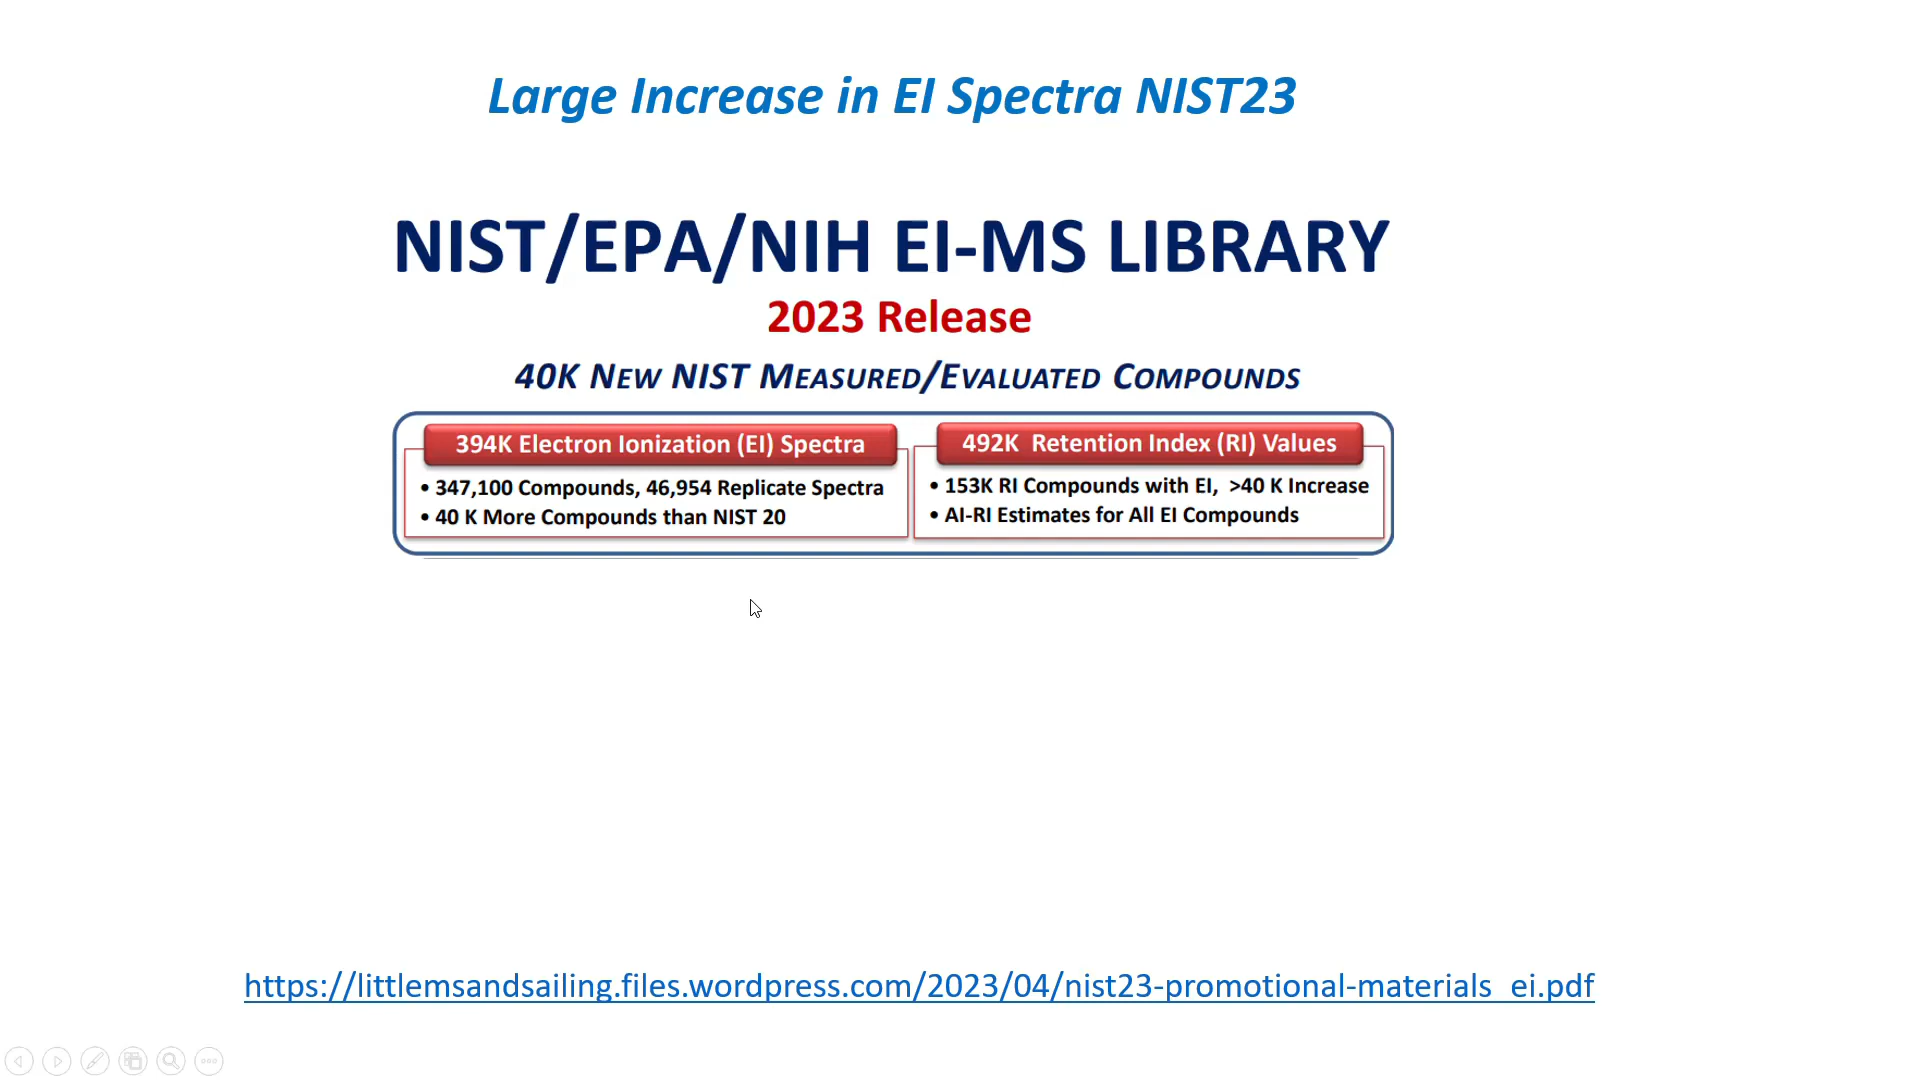 Large Increase in EI Spectra NIST23
NIST/EPA/NIH EI-MS LIBRARY
2023 Release
40K NEW NIST MEASURED/EVALUATED COMPOUNDS
394K Electron Ionization (EI) Spectra
• 347,100 Compounds, 46,954 Replicate Spectra
• 40 K More Compounds than NIST 20
492K Retention Index (RI) Values
• 153K RI Compounds with EI, >40 K Increase
• AI-RI Estimates for All EI Compounds
https://littlemsandsailing.files.wordpress.com/2023/04/nist23-promotional-materials_ei.pdf